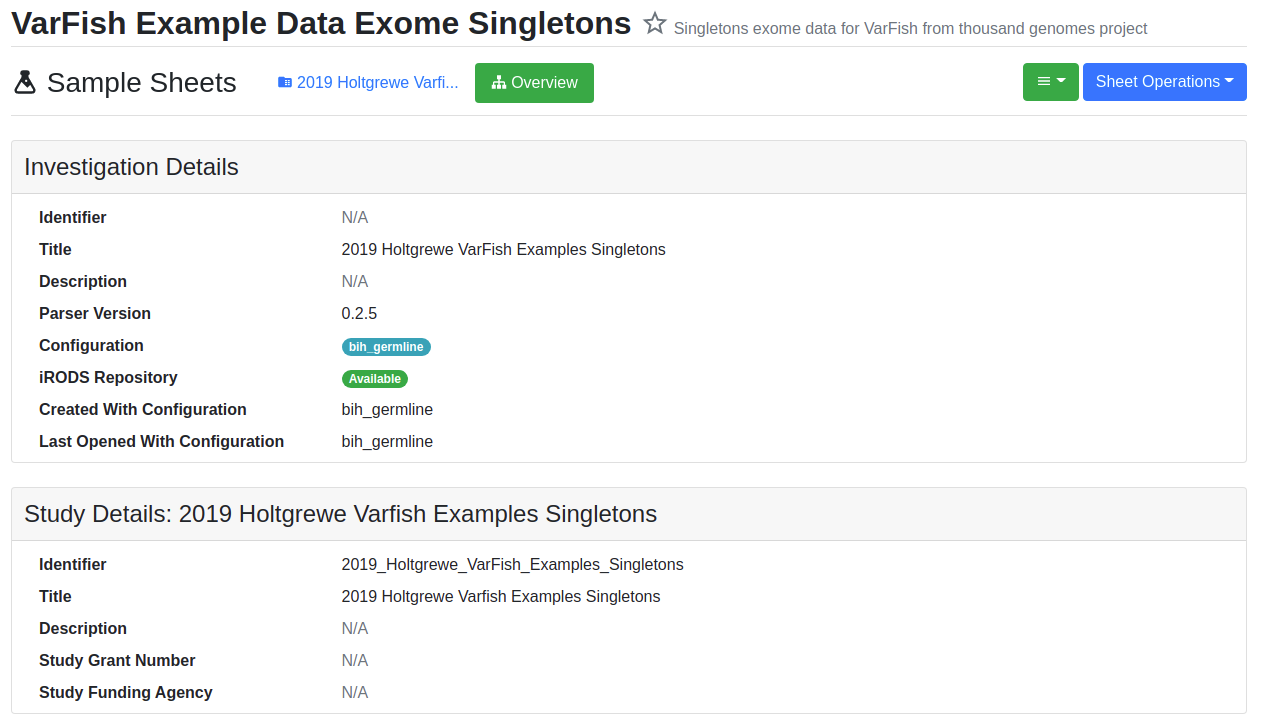 VarFish Example Data Exome Singletons Singletons exome data for VarFish from thousand genomes project
Sample Sheets 2019 Holtgrewe Varfi... Overview Sheet Operations
Investigation Details
Identifier N/A
Title 2019 Holtgrewe VarFish Examples Singletons
Description N/A
Parser Version 0.2.5
Configuration bih_germline
iRODS Repository Available
Created With Configuration bih_germline
Last Opened With Configuration bih_germline
Study Details: 2019 Holtgrewe Varfish Examples Singletons
Identifier 2019_Holtgrewe_VarFish_Examples_Singletons
Title 2019 Holtgrewe Varfish Examples Singletons
Description N/A
Study Grant Number N/A
Study Funding Agency N/A